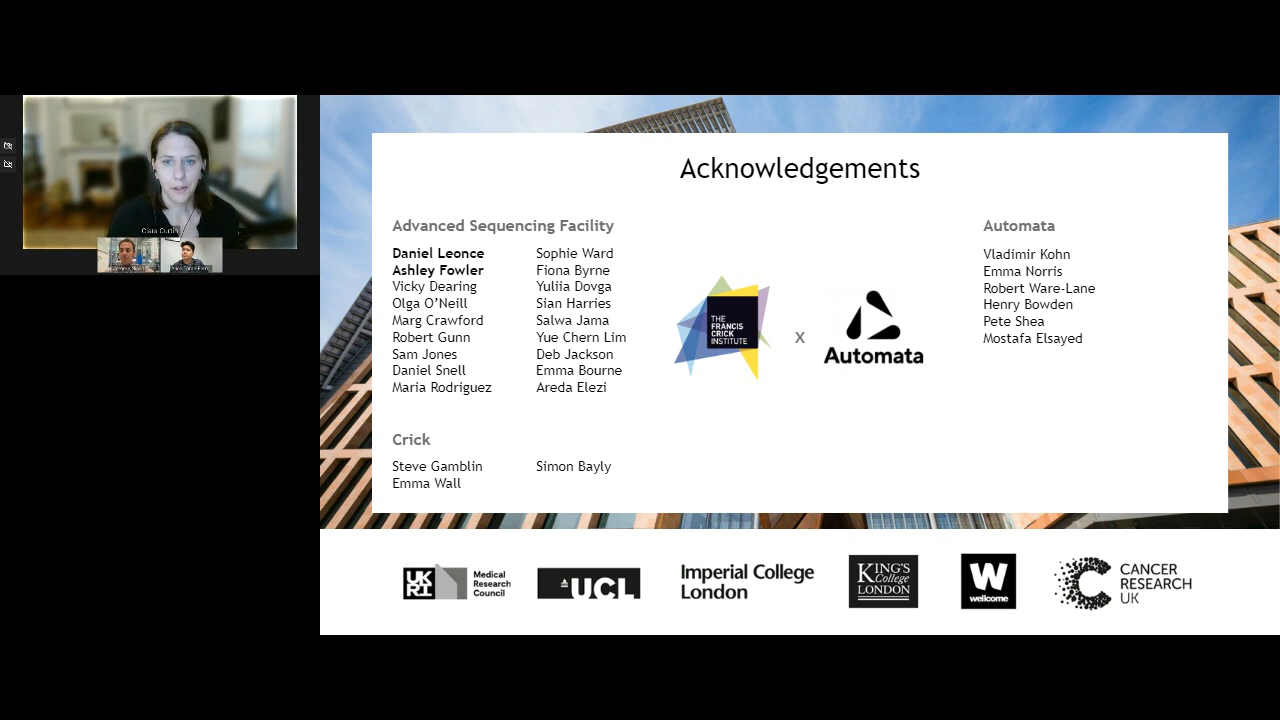 Clara Curtin
Acknowledgements
Advanced Sequencing Facility
Daniel Leonce
Ashley Fowler
Vicky Dearing
Olga O'Neill
Marg Crawford
Robert Gunn
Sam Jones
Daniel Snell
Maria Rodriguez
Sophie Ward
Fiona Byrne
Yuliia Dovga
Sian Harries
Salwa Jama
Yue Chern Lim
Deb Jackson
Emma Bourne
Areda Elezi
Crick
Steve Gamblin
Emma Wall
Simon Bayly
THE
FRANCIS
CRICK
INSTITUTE
X
Automata
Automata
Vladimir Kohn
Emma Norris
Robert Ware-Lane
Henry Bowden
Pete Shea
Mostafa Elsayed
UK
RI
Medical
Research
Council
UCL
Imperial College
London
KING'S
College
LONDON
W
wellcome
CANCER
RESEARCH
UK